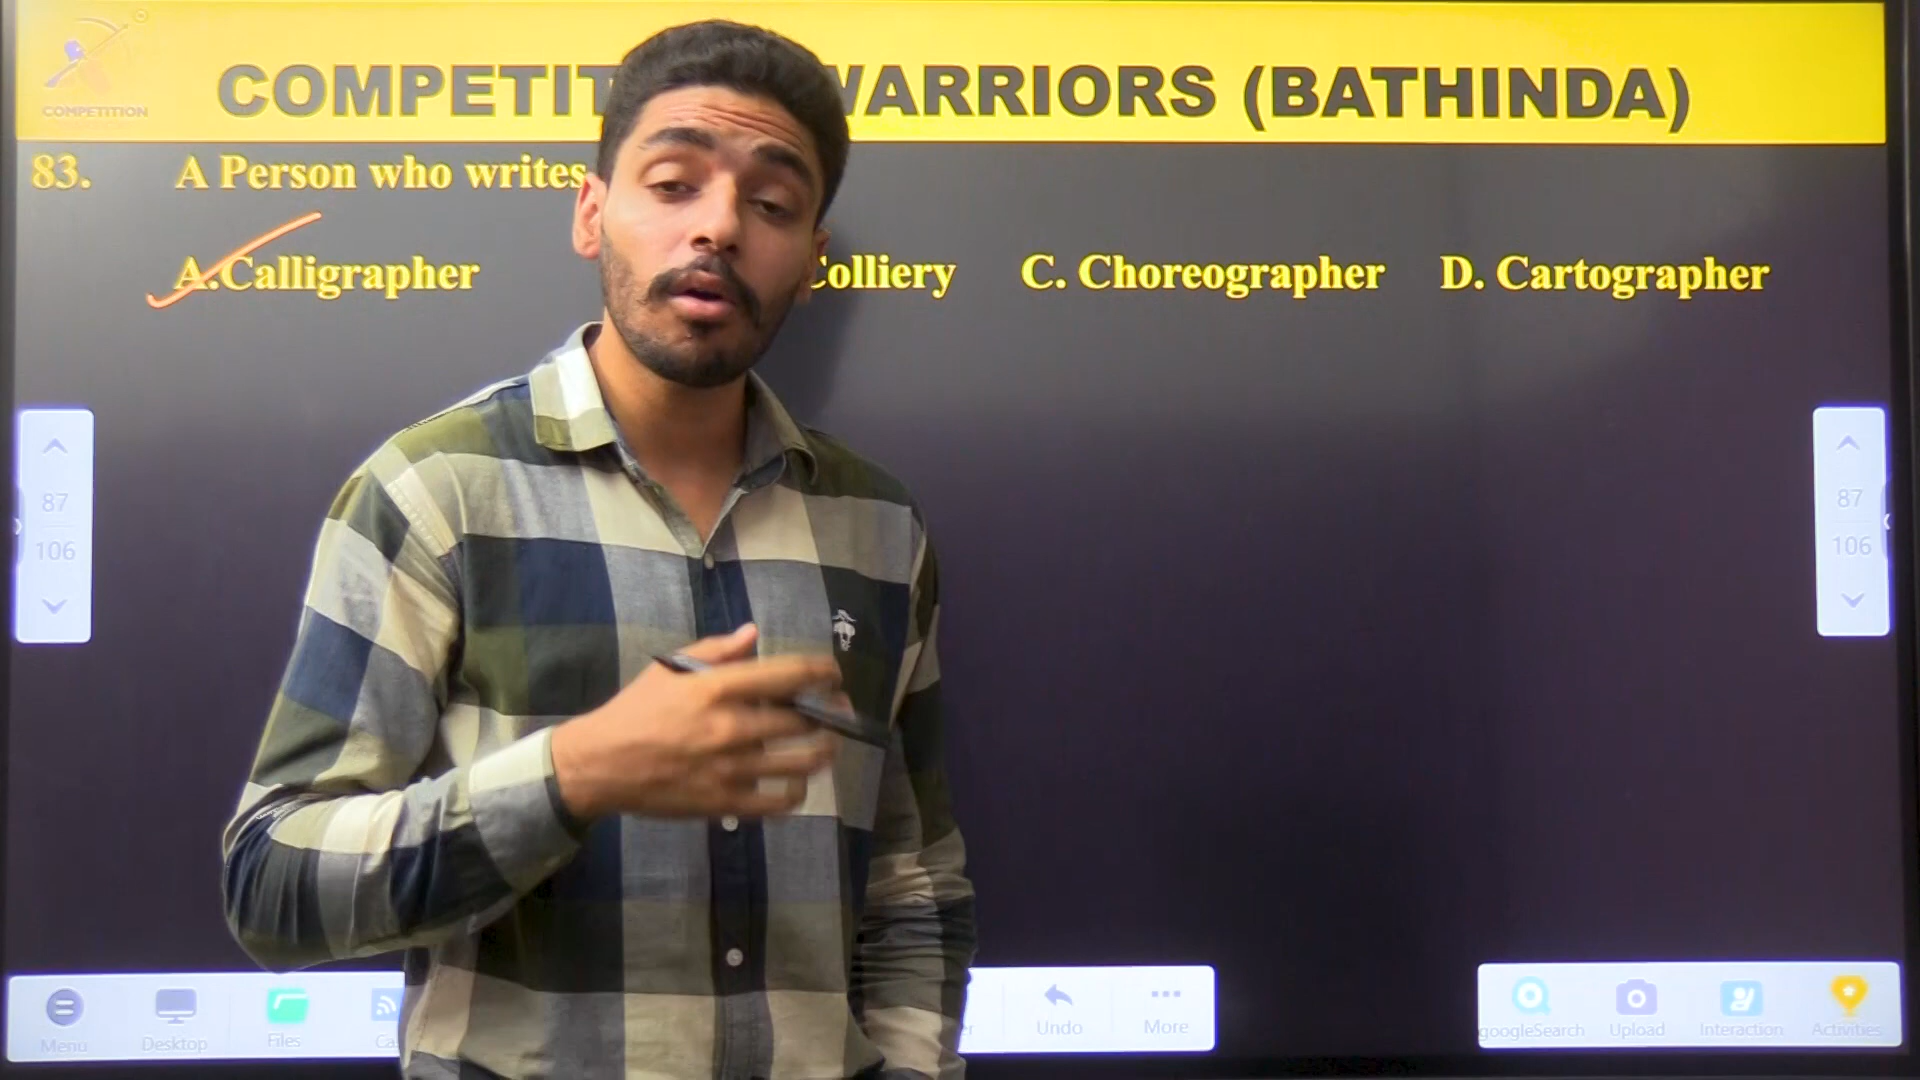 COMPETITION
COMPETIT WARRIORS (BATHINDA)
83. A Person who writes
A.Calligrapher Colliery C. Choreographer D. Cartographer
87
106
87
106
Menu
Desktop
Files
Undo
More
googleSearch
Upload
Interaction
Activities